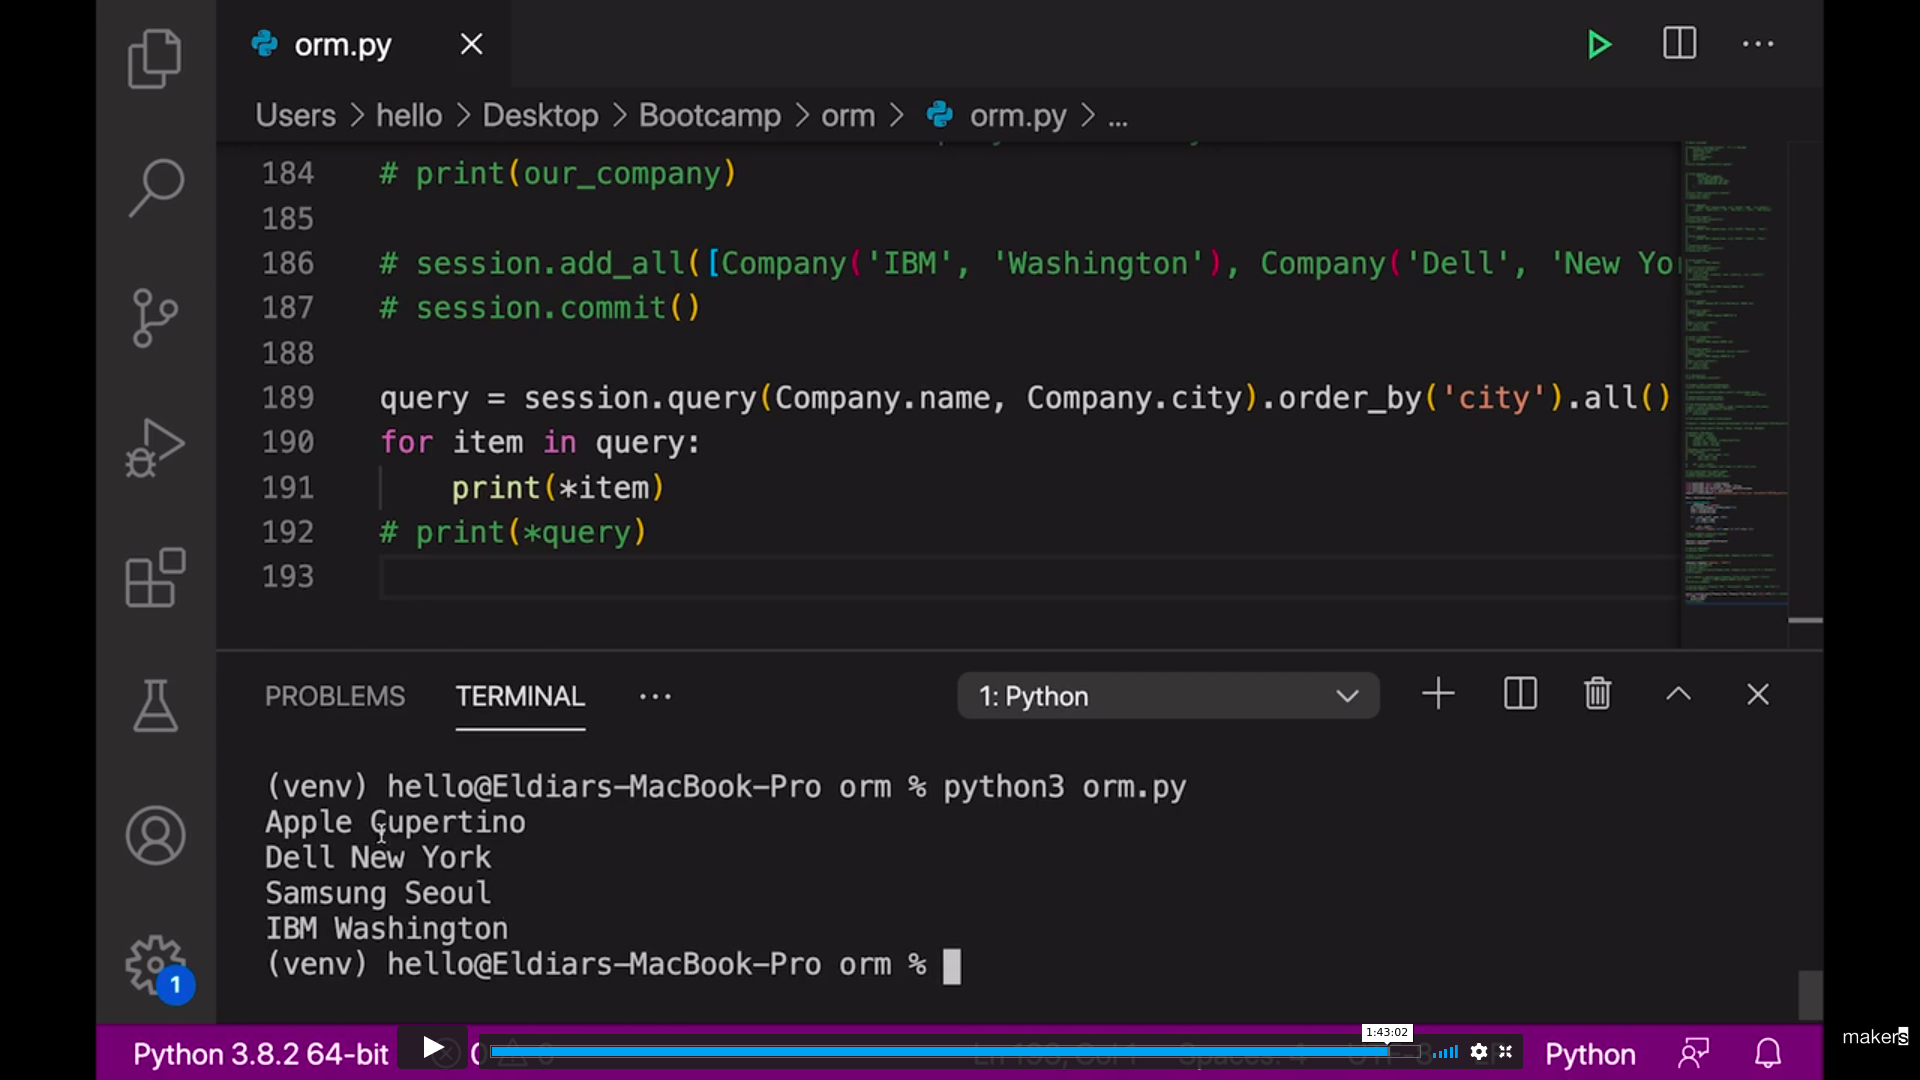 orm.py
Users > hello > Desktop > Bootcamp > orm > orm.py > ...
184 # print(our_company)
185
186 # session.add_all([Company('IBM', 'Washington'), Company('Dell', 'New Yor
187 # session.commit()
188
189 query = session.query(Company.name, Company.city).order_by('city').all()
190 for item in query:
191 print(*item)
192 # print(*query)
193
PROBLEMS TERMINAL ... 1: Python
(venv) hello@Eldiars-MacBook-Pro orm % python3 orm.py
Apple Cupertino
Dell New York
Samsung Seoul
IBM Washington
(venv) hello@Eldiars-MacBook-Pro orm %
1
1:43:02
Python 3.8.2 64-bit Python
makers